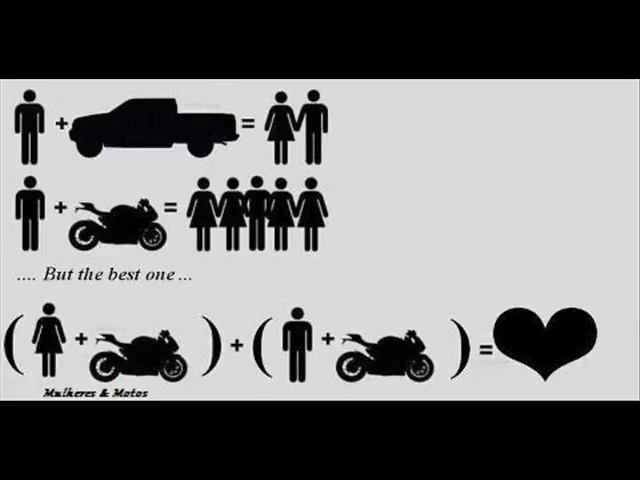 + =
+ =
.... But the best one ...
( + ) + ( + ) =
Mulheres & Motos